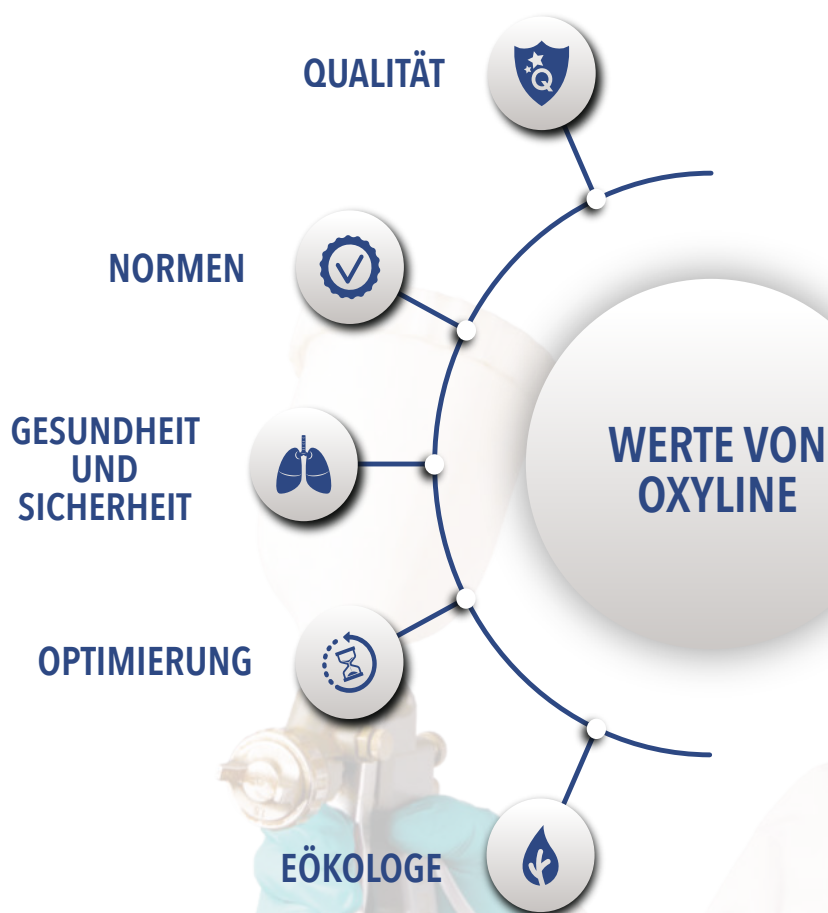 QUALITÄT
NORMEN
GESUNDHEIT
UND
SICHERHEIT
WERTE VON
OXYLINE
OPTIMIERUNG
EÖKOLOGE